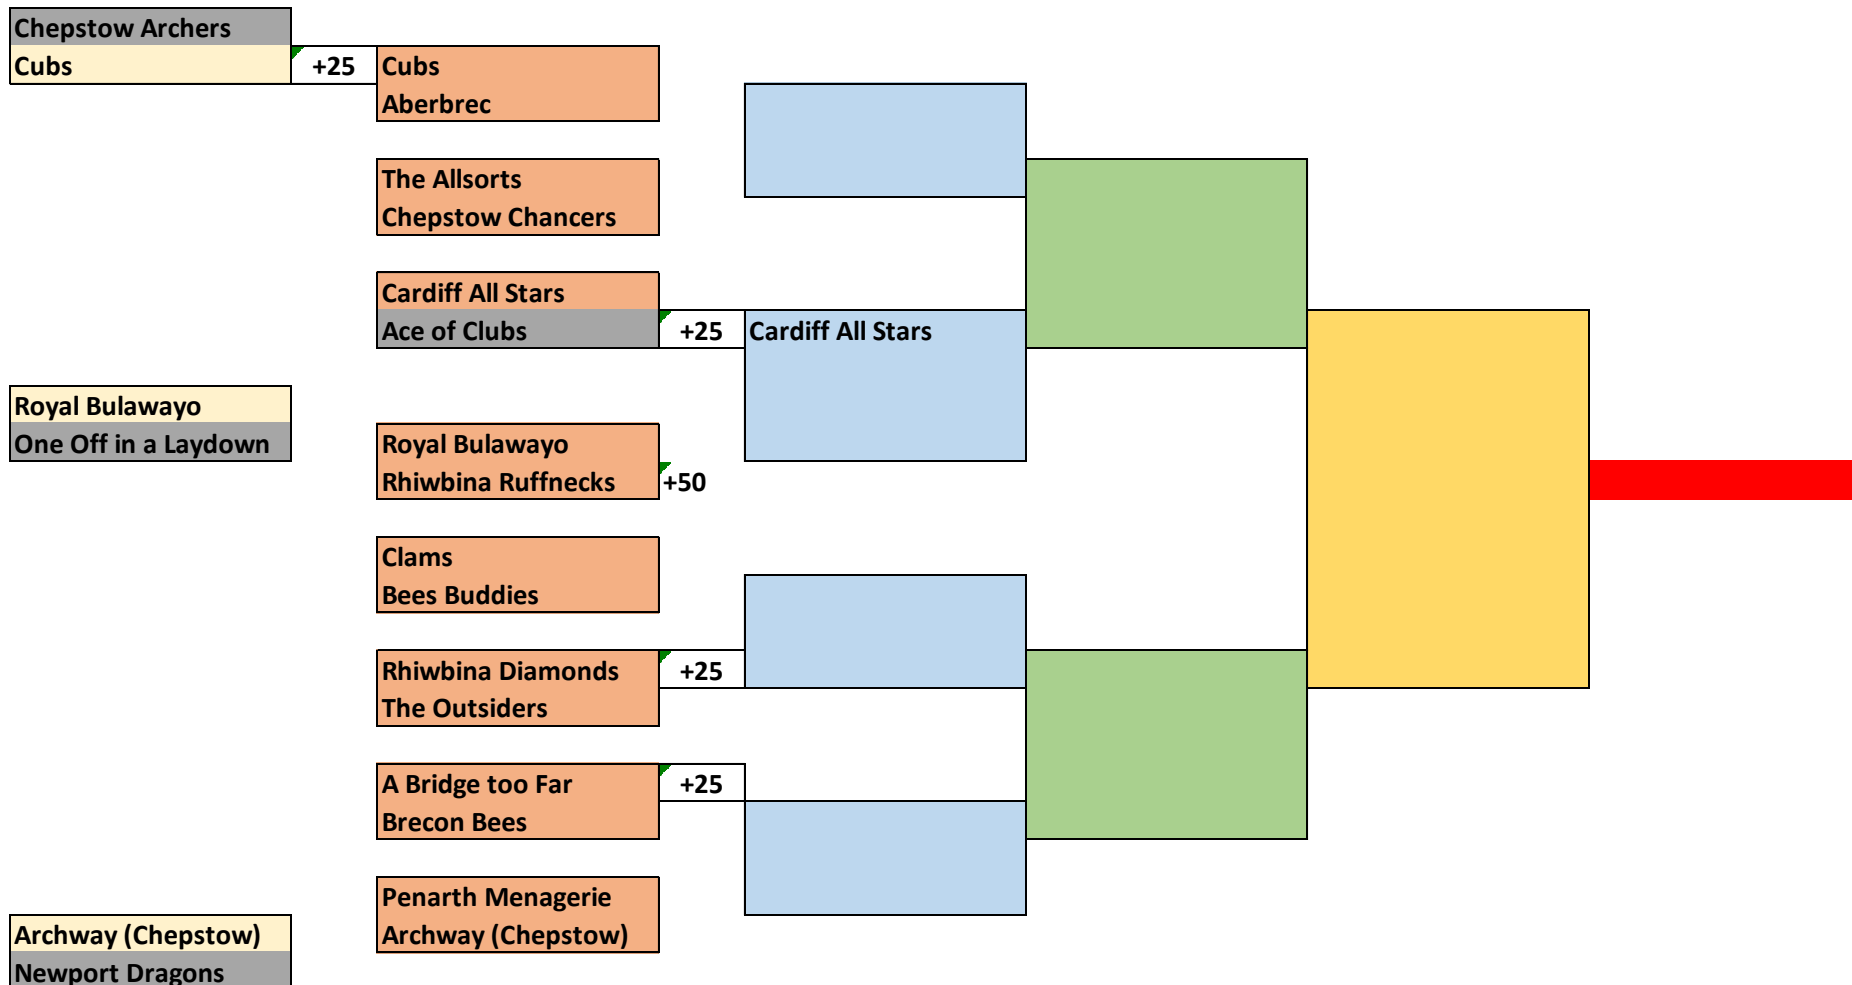 Chepstow Archers
Cubs +25 Cubs
Aberbrec
The Allsorts
Chepstow Chancers
Cardiff All Stars
Ace of Clubs +25 Cardiff All Stars
Royal Bulawayo
One Off in a Laydown Royal Bulawayo
Rhiwbina Ruffnecks +50
Clams
Bees Buddies
Rhiwbina Diamonds +25
The Outsiders
A Bridge too Far +25
Brecon Bees
Penarth Menagerie
Archway (Chepstow) Archway (Chepstow)
Newport Dragons